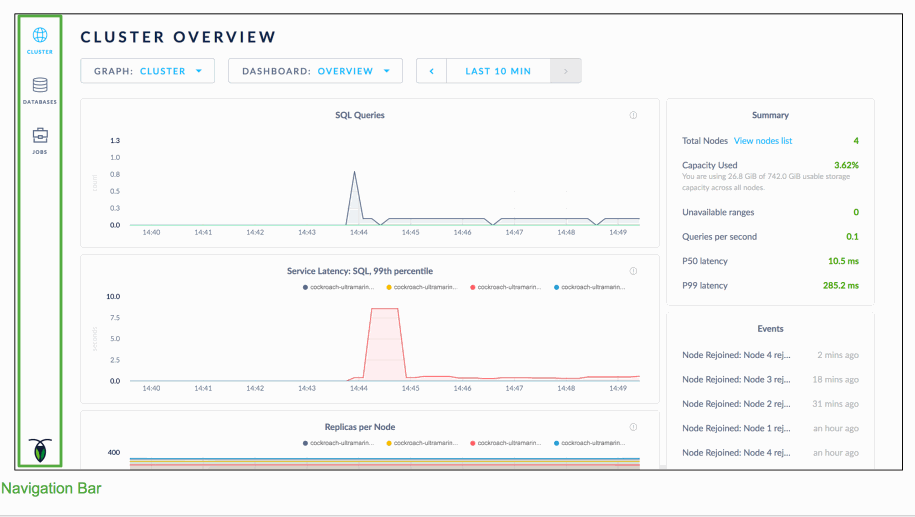 CLUSTER
DATABASES
JOBS
CLUSTER OVERVIEW
GRAPH: CLUSTER
DASHBOARD: OVERVIEW
< LAST 10 MIN >
SQL Queries
count
1.3
1.0
0.8
0.5
0.3
0.0
14:40 14:41 14:42 14:43 14:44 14:45 14:46 14:47 14:48 14:49
Service Latency: SQL, 99th percentile
cockroach-ultramarin... cockroach-ultramarin... cockroach-ultramarin... cockroach-ultramarin...
seconds
10.0
7.5
5.0
2.5
0.0
14:40 14:41 14:42 14:43 14:44 14:45 14:46 14:47 14:48 14:49
Replicas per Node
cockroach-ultramarin... cockroach-ultramarin... cockroach-ultramarin... cockroach-ultramarin...
400
Summary
Total Nodes View nodes list 4
Capacity Used 3.62%
You are using 26.8 GiB of 742.0 GiB usable storage
capacity across all nodes.
Unavailable ranges 0
Queries per second 0.1
P50 latency 10.5 ms
P99 latency 285.2 ms
Events
Node Rejoined: Node 4 rej... 2 mins ago
Node Rejoined: Node 3 rej... 18 mins ago
Node Rejoined: Node 2 rej... 31 mins ago
Node Rejoined: Node 1 rej... an hour ago
Node Rejoined: Node 4 rej... an hour ago
Navigation Bar